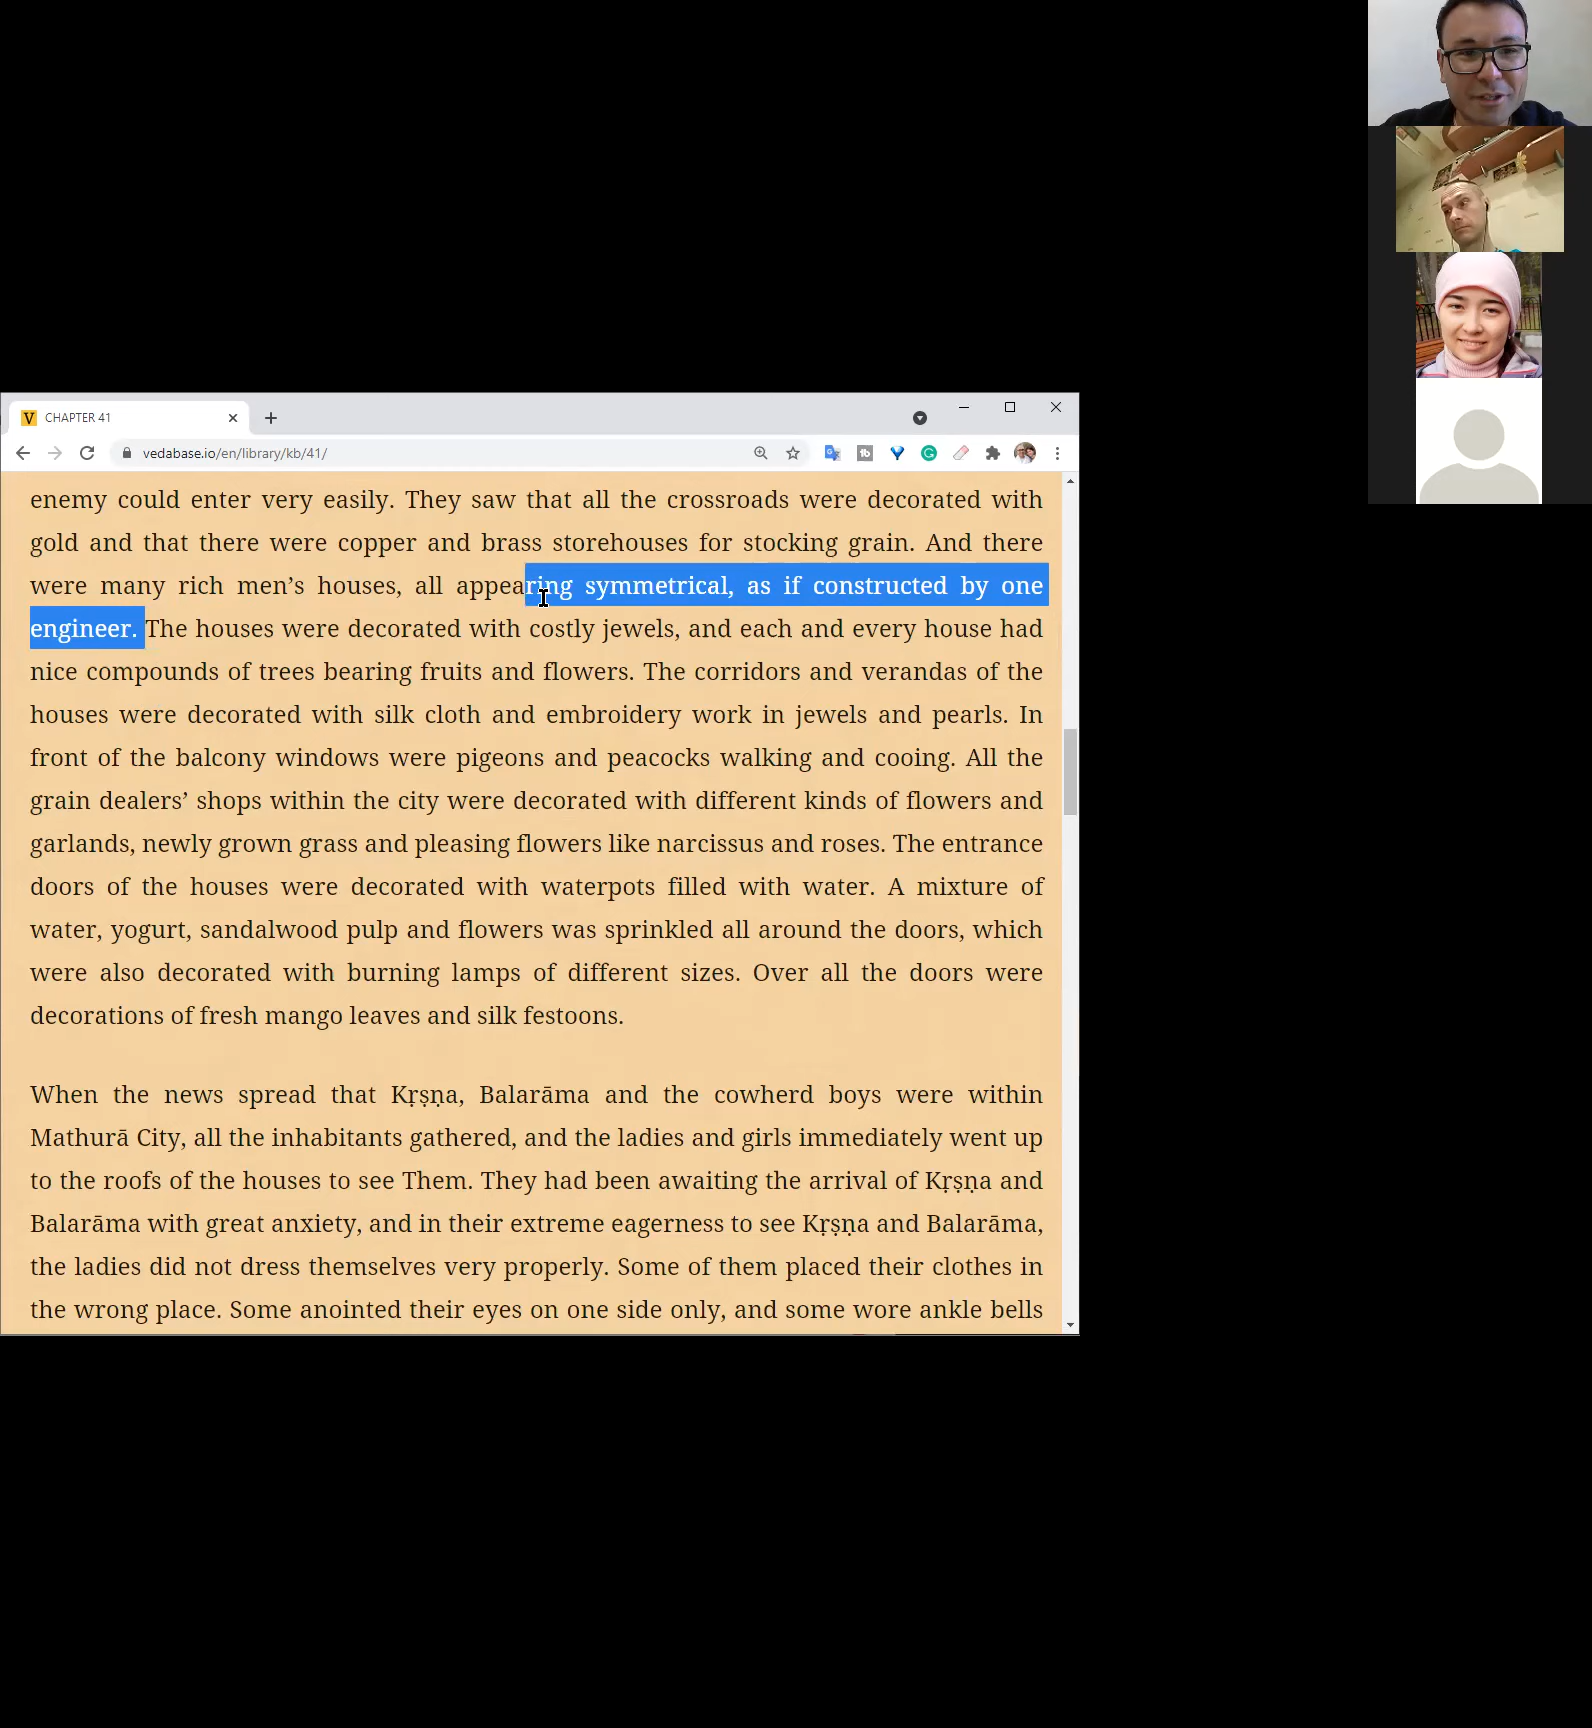 CHAPTER 41
vedabase.io/en/library/kb/41/
enemy could enter very easily. They saw that all the crossroads were decorated with
gold and that there were copper and brass storehouses for stocking grain. And there
were many rich men’s houses, all appearing symmetrical, as if constructed by one
engineer. The houses were decorated with costly jewels, and each and every house had
nice compounds of trees bearing fruits and flowers. The corridors and verandas of the
houses were decorated with silk cloth and embroidery work in jewels and pearls. In
front of the balcony windows were pigeons and peacocks walking and cooing. All the
grain dealers’ shops within the city were decorated with different kinds of flowers and
garlands, newly grown grass and pleasing flowers like narcissus and roses. The entrance
doors of the houses were decorated with waterpots filled with water. A mixture of
water, yogurt, sandalwood pulp and flowers was sprinkled all around the doors, which
were also decorated with burning lamps of different sizes. Over all the doors were
decorations of fresh mango leaves and silk festoons.
When the news spread that Kṛṣṇa, Balarāma and the cowherd boys were within
Mathurā City, all the inhabitants gathered, and the ladies and girls immediately went up
to the roofs of the houses to see Them. They had been awaiting the arrival of Kṛṣṇa and
Balarāma with great anxiety, and in their extreme eagerness to see Kṛṣṇa and Balarāma,
the ladies did not dress themselves very properly. Some of them placed their clothes in
the wrong place. Some anointed their eyes on one side only, and some wore ankle bells